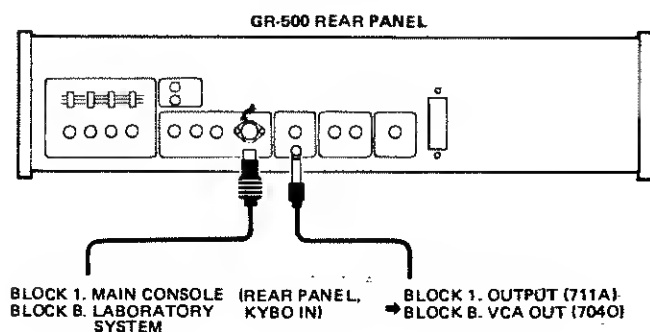 GR-500 REAR PANEL
BLOCK 1. MAIN CONSOLE
BLOCK B. LABORATORY
SYSTEM
(REAR PANEL,
KYBO IN)
BLOCK 1. OUTPUT (711A)
➡BLOCK B. VCA OUT (704O)